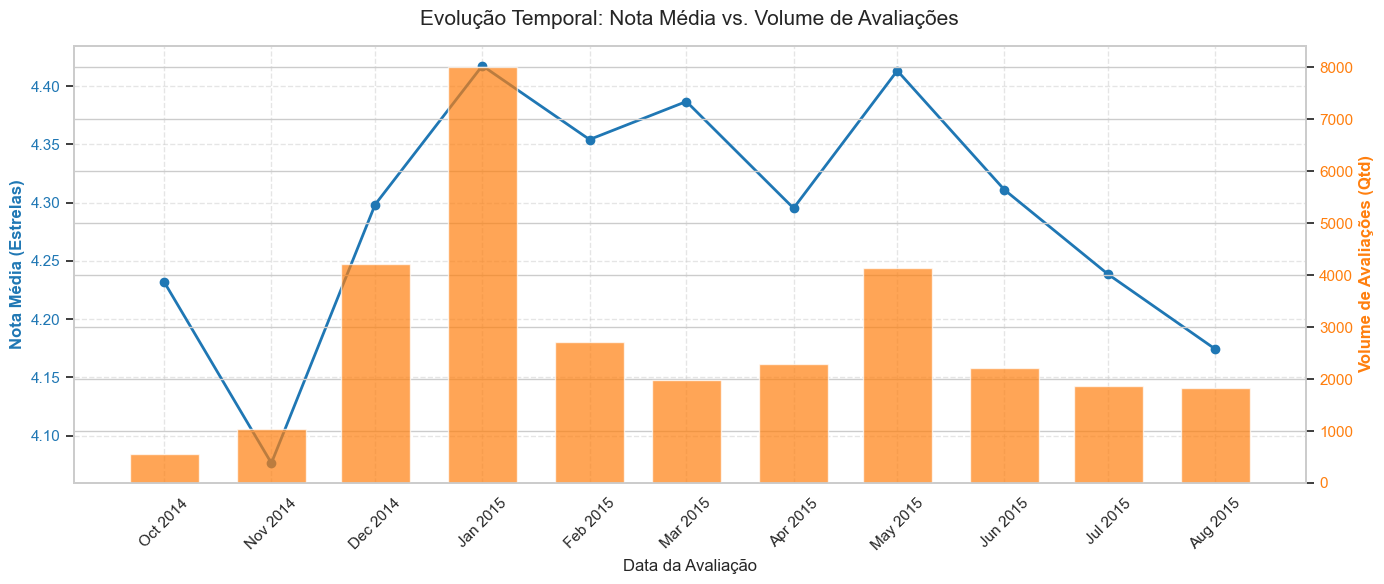 Evolução Temporal: Nota Média vs. Volume de Avaliações
Nota Média (Estrelas)
4.40
4.35
4.30
4.25
4.20
4.15
4.10
8000
7000
6000
5000
4000
3000
2000
1000
0
Volume de Avaliações (Qtd)
Oct 2014
Nov 2014
Dec 2014
Jan 2015
Feb 2015
Mar 2015
Apr 2015
May 2015
Jun 2015
Jul 2015
Aug 2015
Data da Avaliação